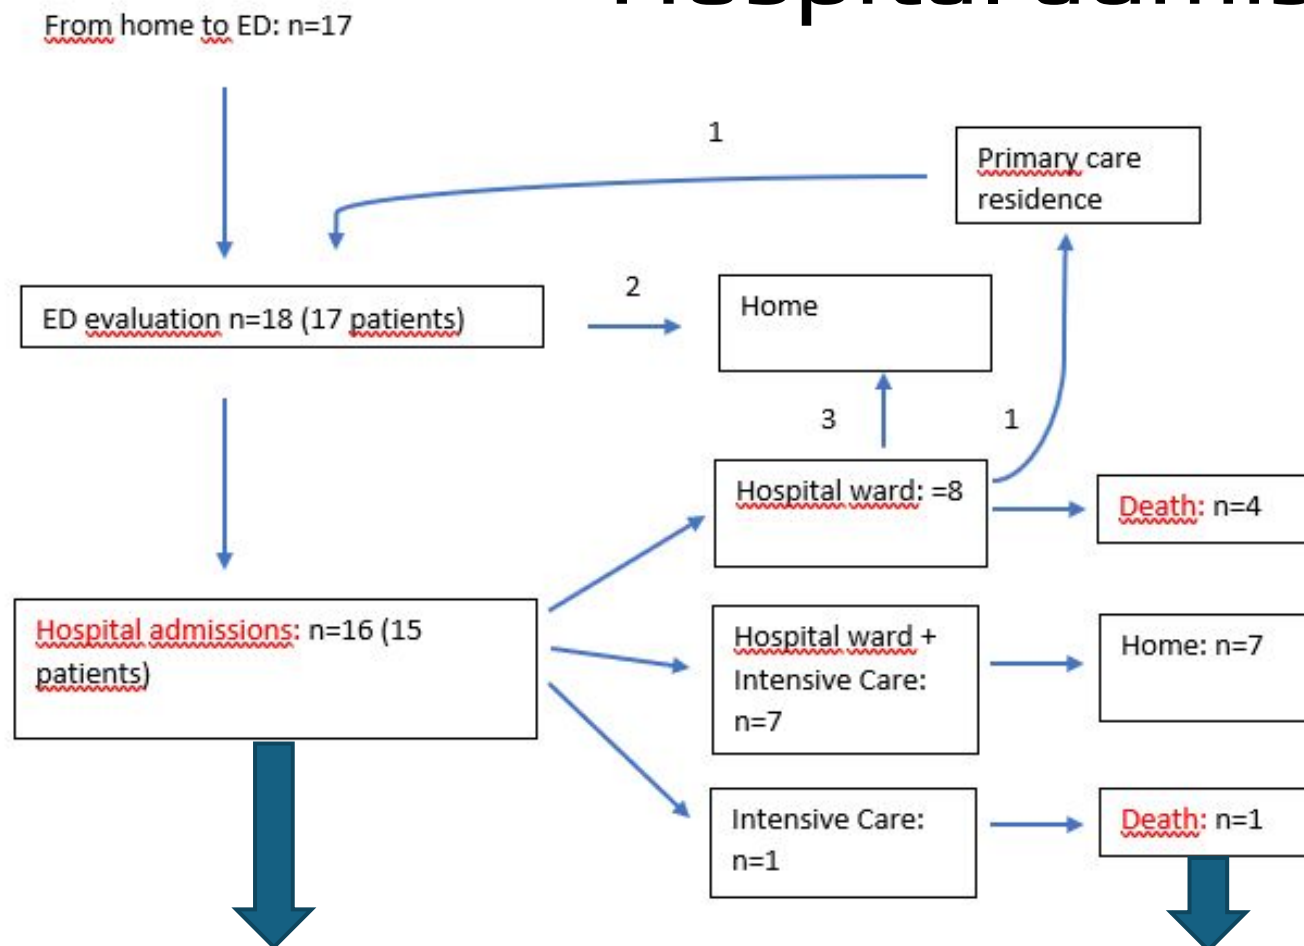 Hospital admis
From home to ED: n=17
1
Primary care
residence
ED evaluation n=18 (17 patients)
2
Home
3
1
Hospital ward: =8
Death: n=4
Hospital admissions: n=16 (15
patients)
Hospital ward +
Intensive Care:
n=7
Home: n=7
Intensive Care:
n=1
Death: n=1